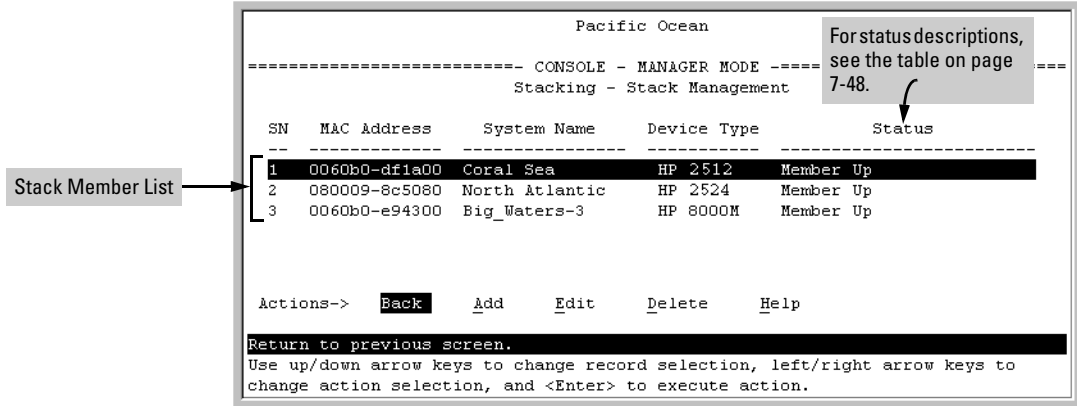 Pacific Ocean
For status descriptions,
see the table on page
7-48.
==========================- CONSOLE - MANAGER MODE -==========================
Stacking - Stack Management
SN MAC Address System Name Device Type Status
-- ------------- ---------------- ----------- -------------------------
Stack Member List
1 0060b0-df1a00 Coral Sea HP 2512 Member Up
2 080009-8c5080 North Atlantic HP 2524 Member Up
3 0060b0-e94300 Big_Waters-3 HP 8000M Member Up
Actions-> Back Add Edit Delete Help
Return to previous screen.
Use up/down arrow keys to change record selection, left/right arrow keys to
change action selection, and <Enter> to execute action.